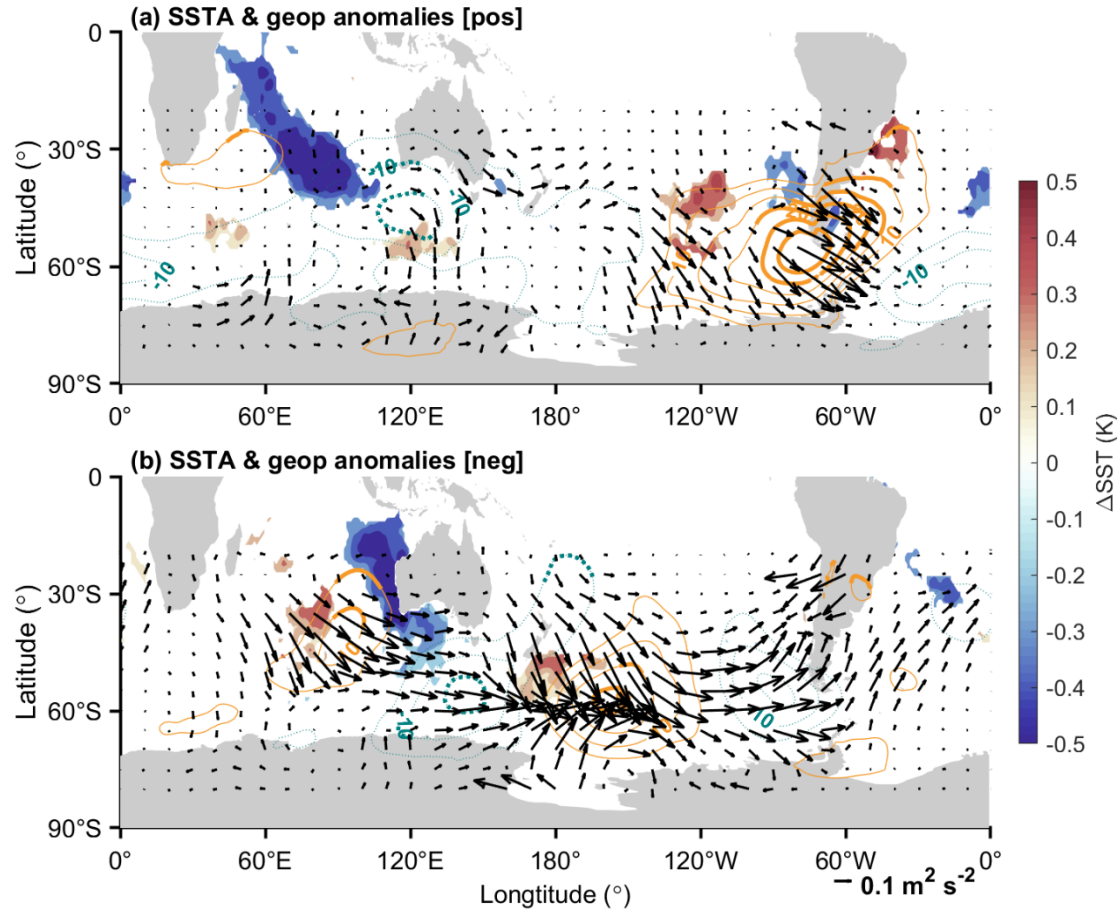 (a) SSTA & geop anomalies [pos]
0
30°S
60°S
90°S
Latitude (°)
-10
-10
-10
-10
10
10
0° 60°E 120°E 180° 120°W 60°W 0°
(b) SSTA & geop anomalies [neg]
0
30°S
60°S
90°S
Latitude (°)
10
0° 60°E 120°E 180° 120°W 60°W 0°
Longtitude (°)
0.1 m² s⁻²
0.5
0.4
0.3
0.2
0.1
0
-0.1
-0.2
-0.3
-0.4
-0.5
ΔSST (K)